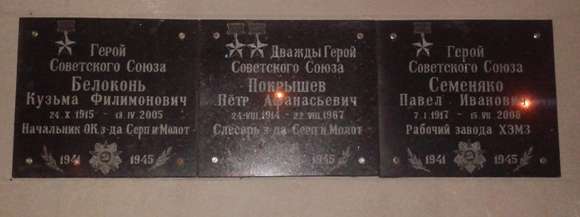 Герой
Советского Союза
Белоконь
Кузьма Филимонович
24. X. 1915 - 13. IV 2005
Начальник ОК з-да Серп и Молот
1941 1945
Дважды Герой
Советского Союза
Покрышев
Пётр Афанасьевич
24. VIII. 1914 - 22. VIII. 1967
Слесарь з-да Серп и Молот
1941 1945
Герой
Советского Союза
Семеняко
Павел Иванович
7. I. 1917 - 15. VII. 2008
Рабочий завода ХЭМЗ
1941 1945